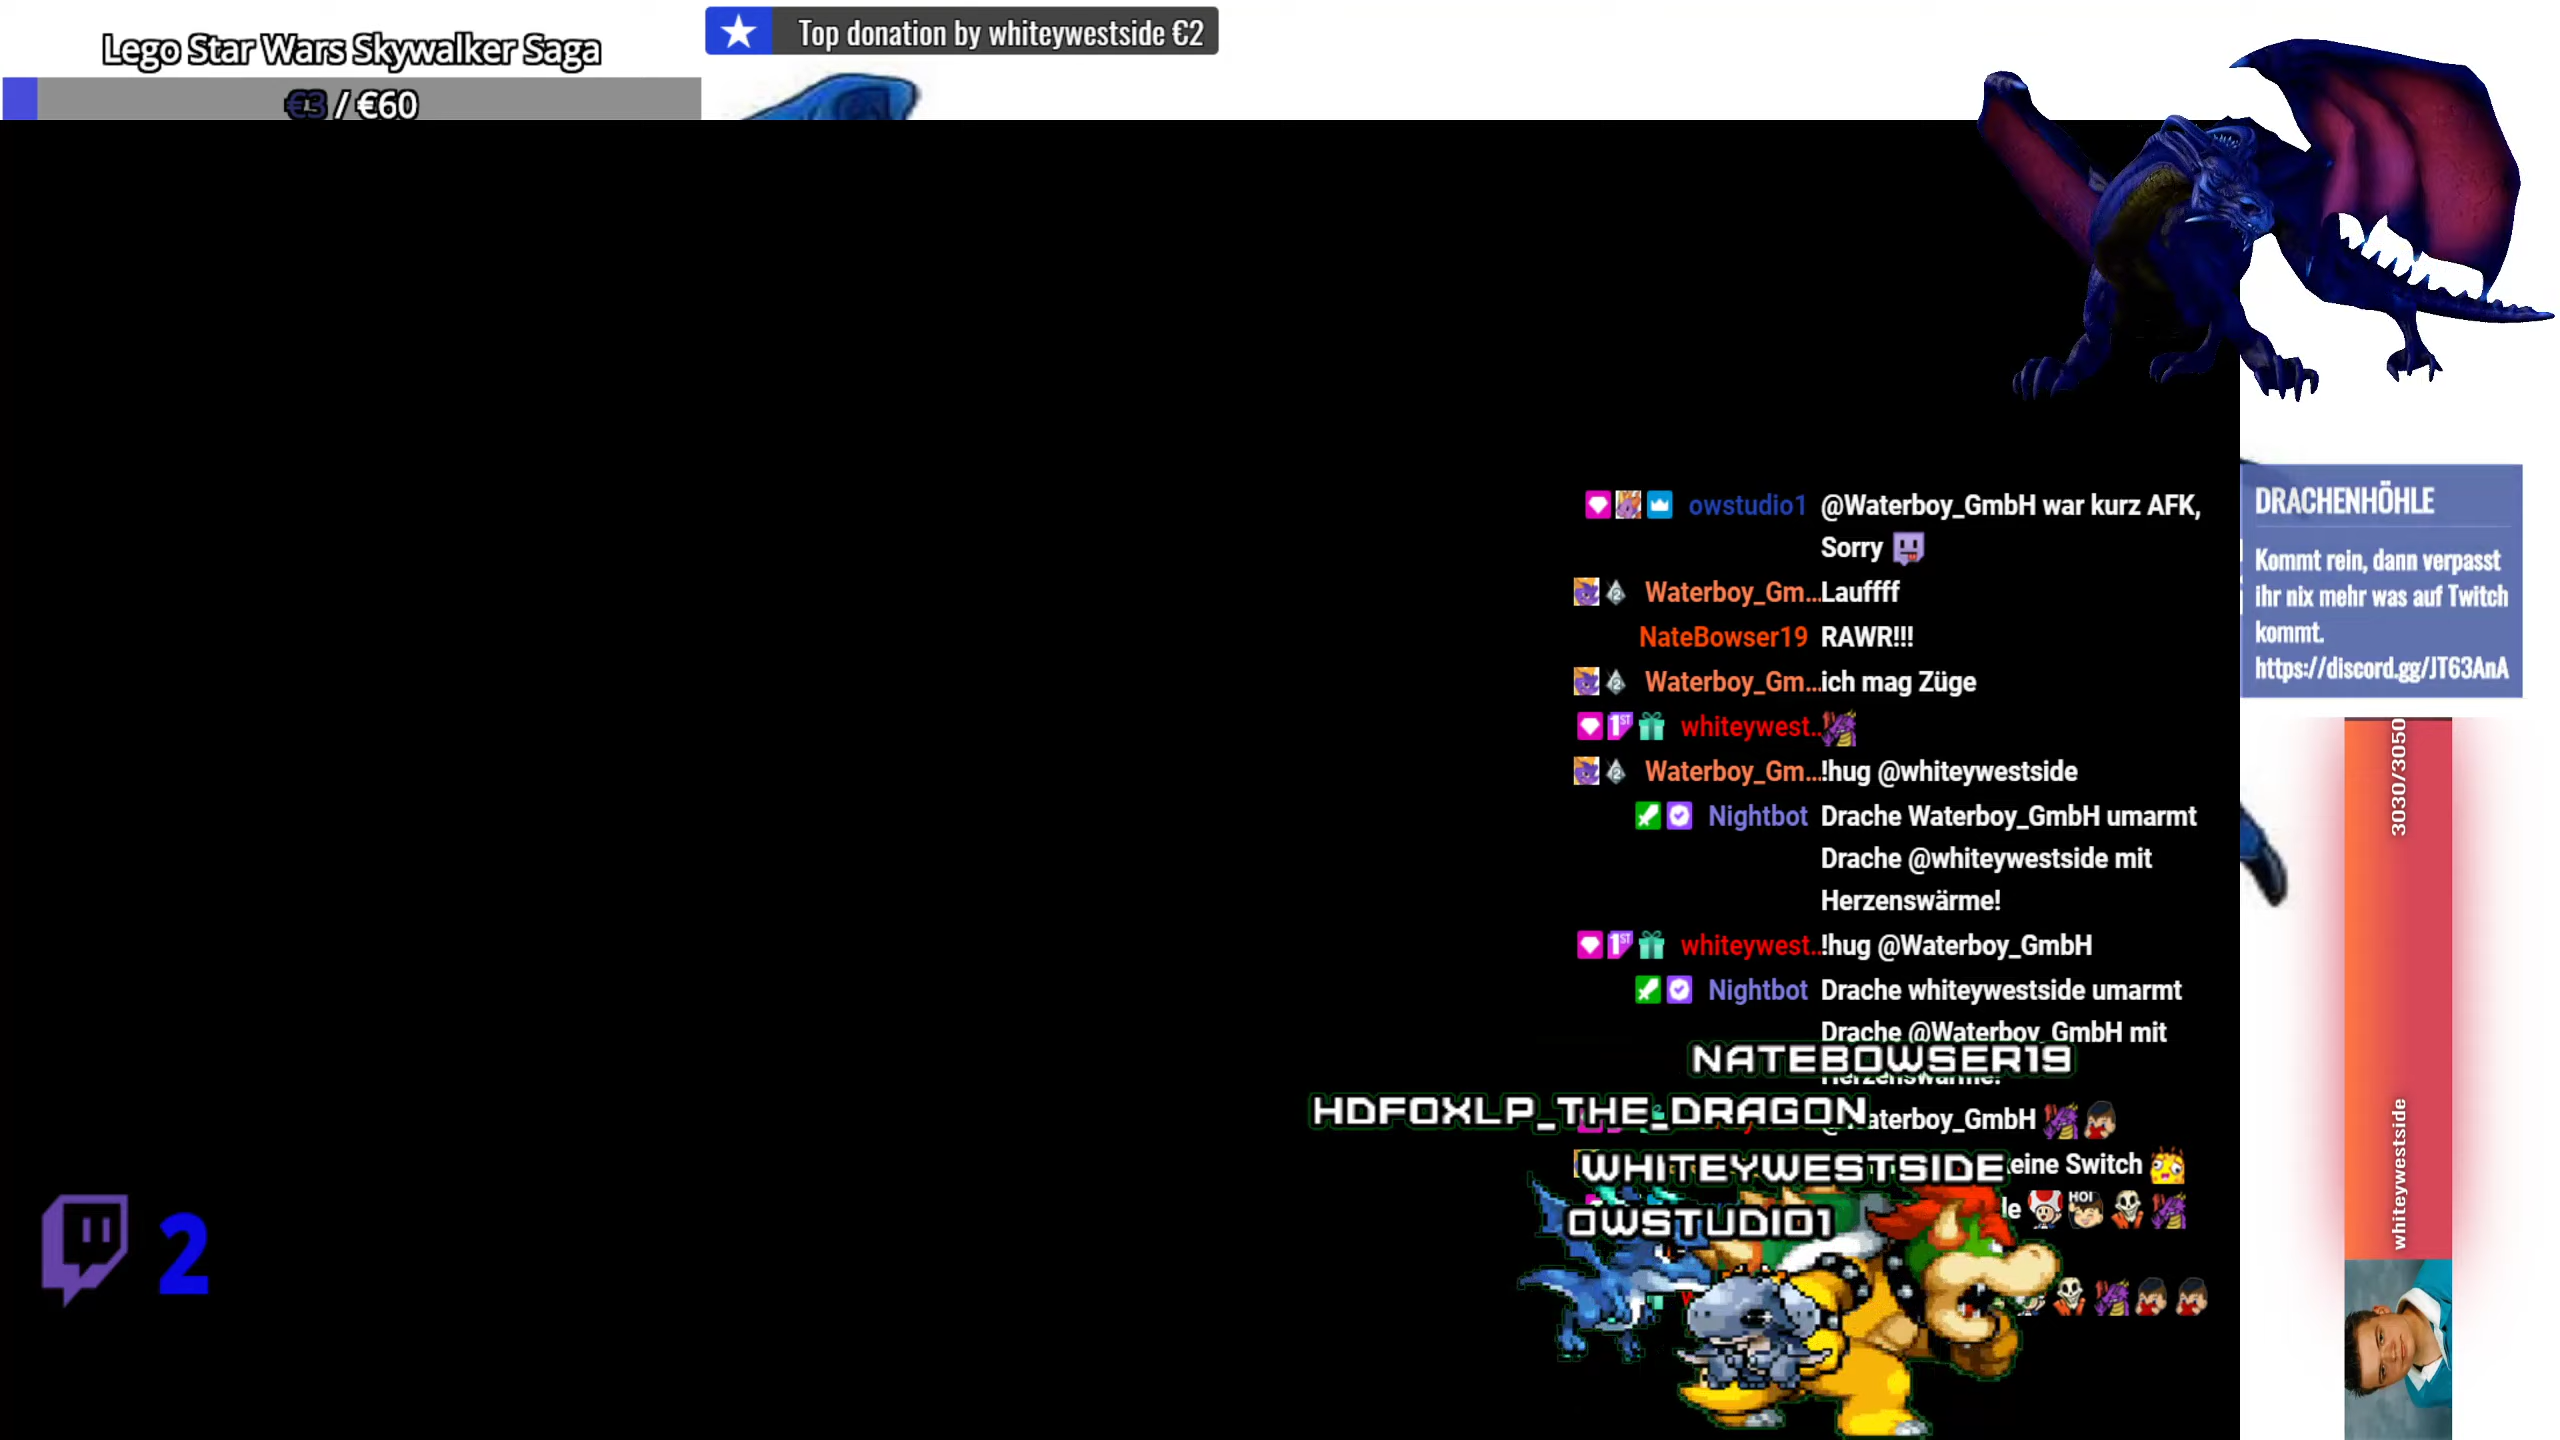 Lego Star Wars Skywalker Saga
€3 / €60
Top donation by whiteywestside €2
owstudio1 @Waterboy_GmbH war kurz AFK,
Sorry
Waterboy_Gm... Lauffff
NateBowser19 RAWR!!!
Waterboy_Gm... ich mag Züge
whiteywest...
Waterboy_Gm... !hug @whiteywestside
Nightbot Drache Waterboy_GmbH umarmt
Drache @whiteywestside mit
Herzenswärme!
whiteywest... !hug @Waterboy_GmbH
Nightbot Drache whiteywestside umarmt
Drache @Waterboy_GmbH mit
Herzenswärme!
NATEBOWSER19
HDFOXLP_THE_DRAGON
aterboy_GmbH
WHITEYWESTSIDE
eine Switch
OWSTUDIO1
le
HOI
2
DRACHENHÖHLE
Kommt rein, dann verpasst
ihr nix mehr was auf Twitch
kommt.
https://discord.gg/JT63AnA
3030/3050
whiteywestside